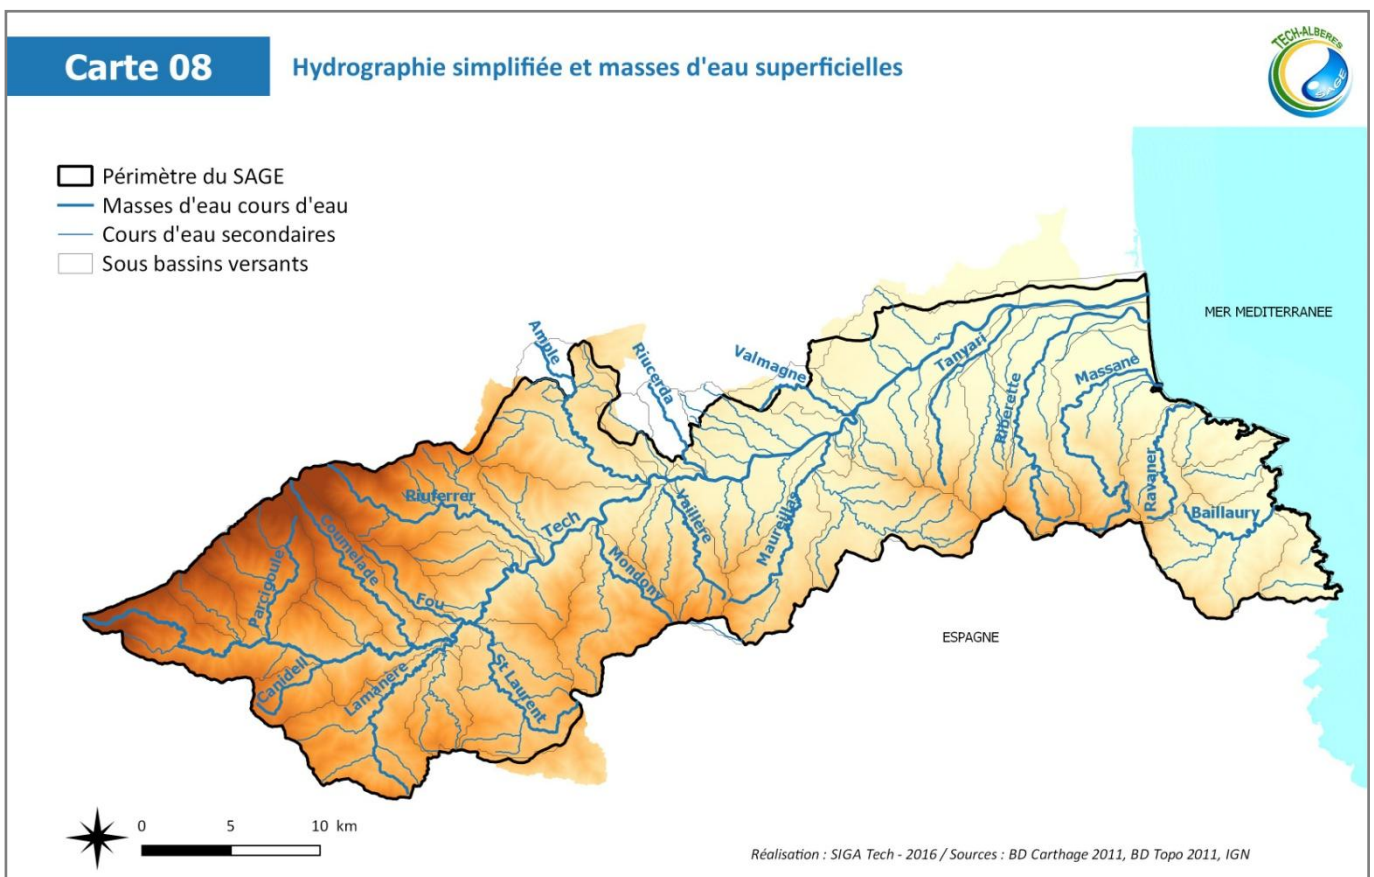 Carte 08
Hydrographie simplifiée et masses d'eau superficielles
TECH-ALBERES
SAGE
Périmètre du SAGE
Masses d'eau cours d'eau
Cours d'eau secondaires
Sous bassins versants
MER MEDITERRANEE
Ample
Riucerda
Valmagne
Tanyari
Riberette
Massane
Ravaner
Baillaury
Riuferrer
Tech
Vaillère
Maureillas
Coumelade
Parcigoule
Fou
Mondony
Canidell
Lamanère
St Laurent
ESPAGNE
0 5 10 km
Réalisation : SIGA Tech - 2016 / Sources : BD Carthage 2011, BD Topo 2011, IGN